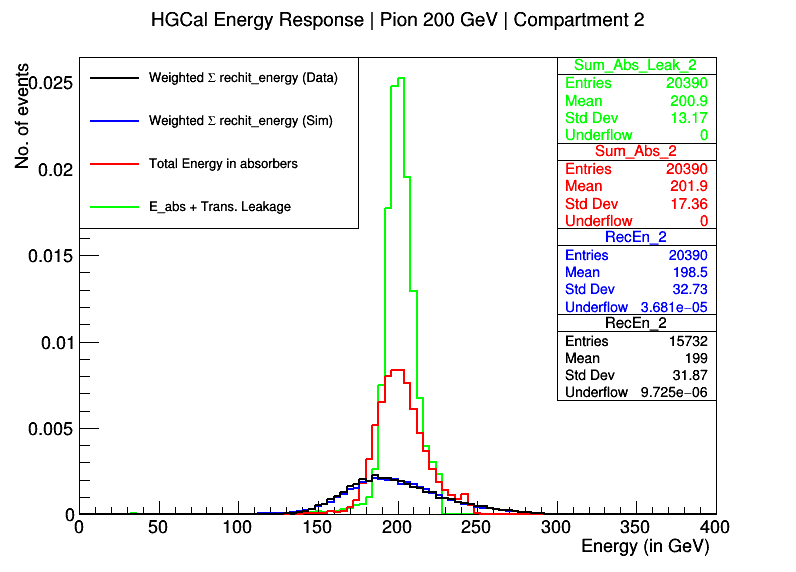 HGCal Energy Response | Pion 200 GeV | Compartment 2
No. of events
0.025
0.02
0.015
0.01
0.005
0
Weighted Σ rechit_energy (Data)
Weighted Σ rechit_energy (Sim)
Total Energy in absorbers
E_abs + Trans. Leakage
Sum_Abs_Leak_2
Entries 20390
Mean 200.9
Std Dev 13.17
Underflow 0
Sum_Abs_2
Entries 20390
Mean 201.9
Std Dev 17.36
Underflow 0
RecEn_2
Entries 20390
Mean 198.5
Std Dev 32.73
Underflow 3.681e−05
RecEn_2
Entries 15732
Mean 199
Std Dev 31.87
Underflow 9.725e−06
0 50 100 150 200 250 300 350 400
Energy (in GeV)